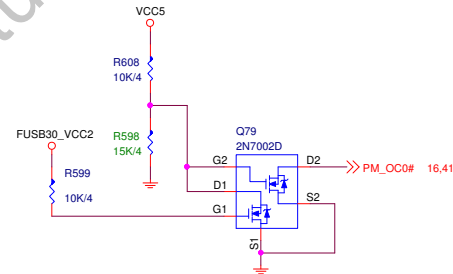 VCC5
R608
10K/4
R598
15K/4
FUSB30_VCC2
R599
10K/4
Q79
2N7002D
G2
D1
G1
S1
D2
S2
PM_OC0# 16,41